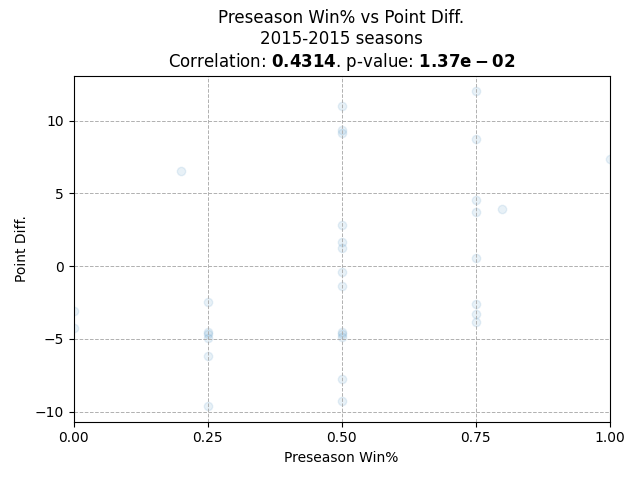 Preseason Win% vs Point Diff.
2015-2015 seasons
Correlation: 0.4314. p-value: 1.37e − 02
Point Diff.
10
5
0
−5
−10
0.00 0.25 0.50 0.75 1.00
Preseason Win%